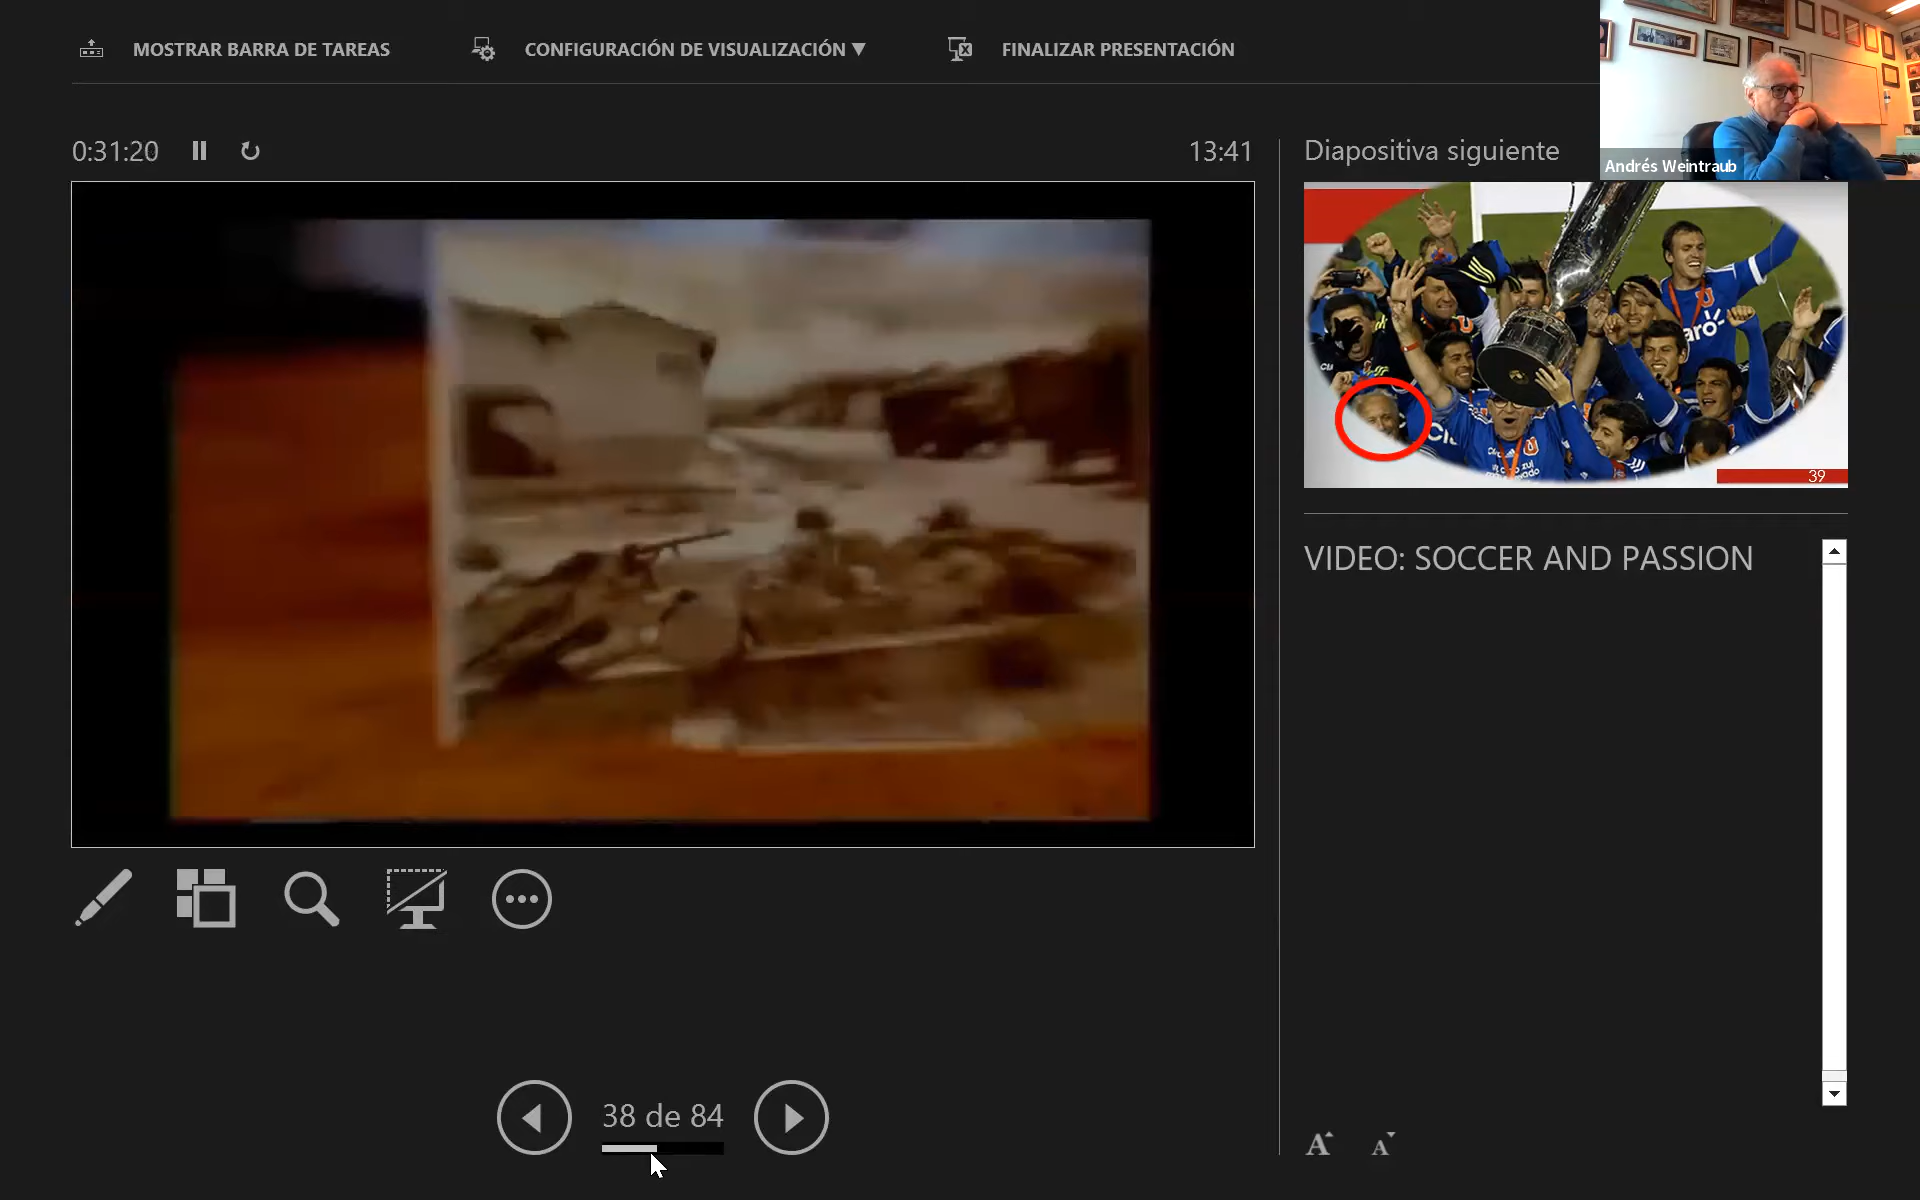 MOSTRAR BARRA DE TAREAS
CONFIGURACIÓN DE VISUALIZACIÓN ▼
FINALIZAR PRESENTACIÓN
Andrés Weintraub
0:31:20
13:41
Diapositiva siguiente
aro-
39
VIDEO: SOCCER AND PASSION
38 de 84
A
A